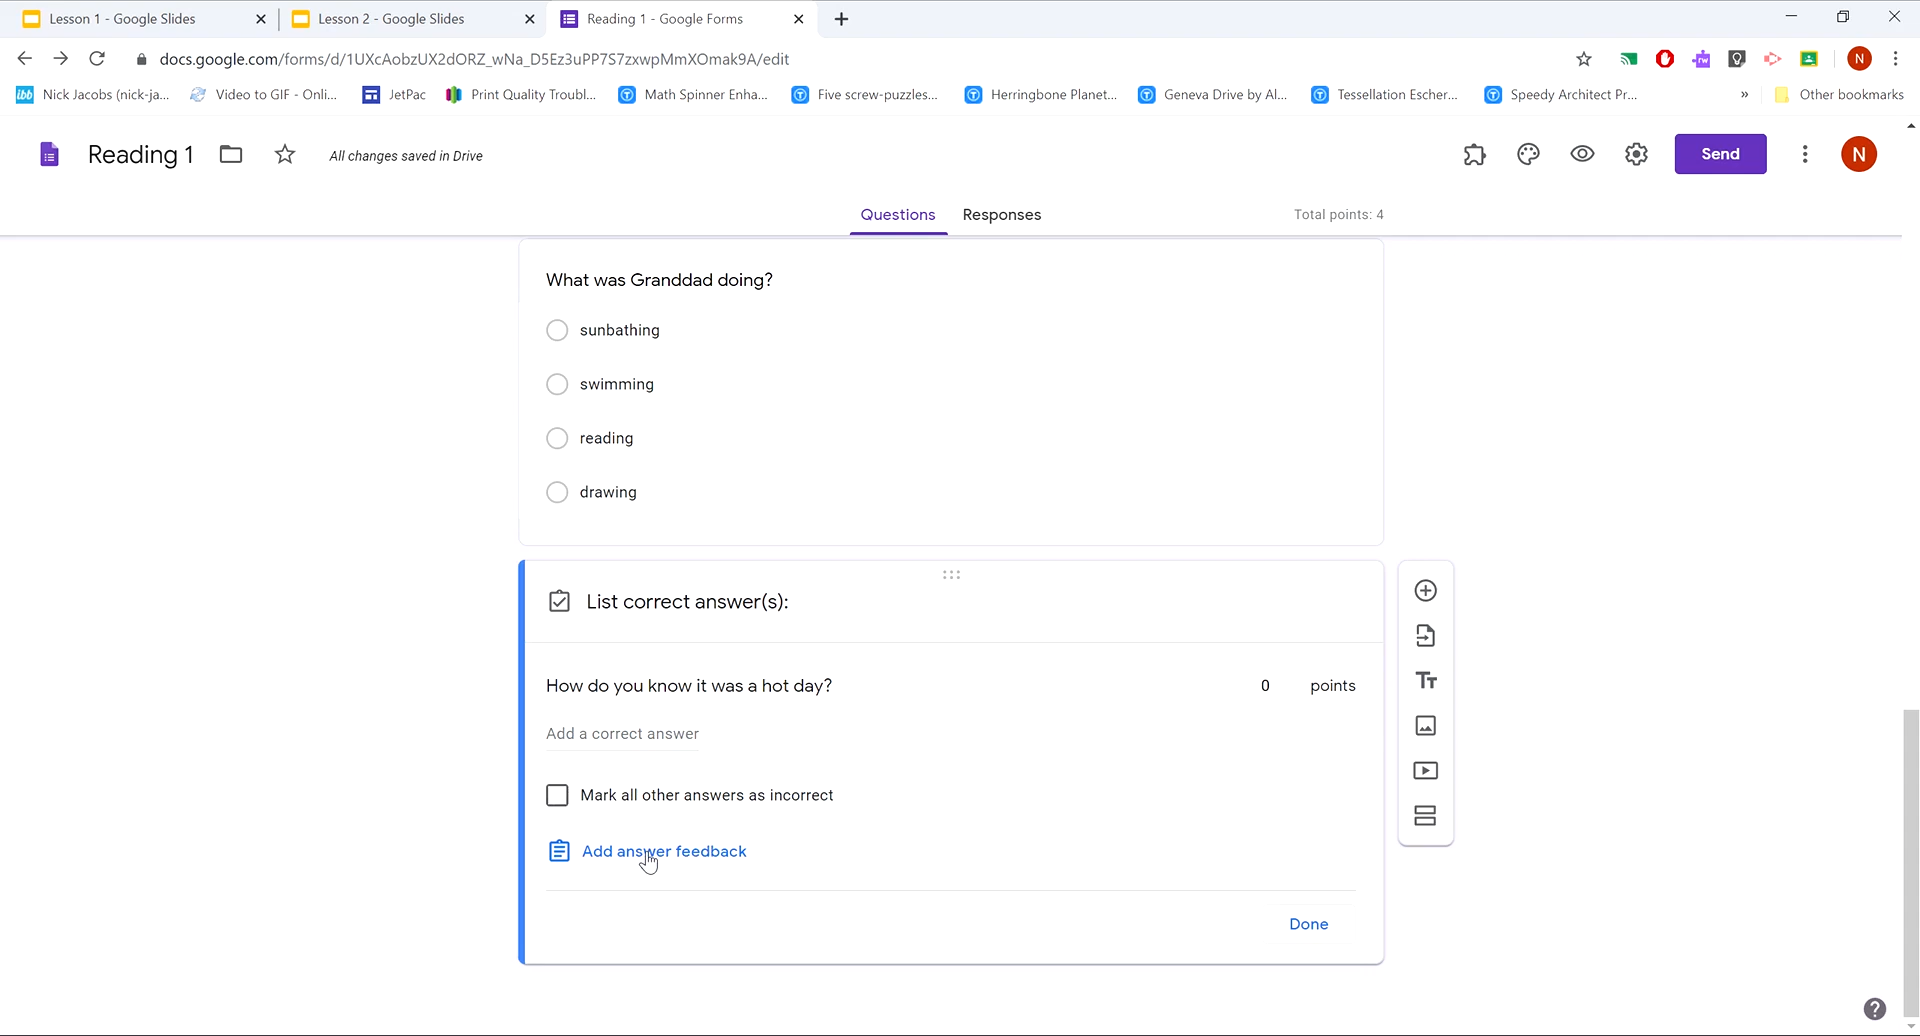 Lesson 1 - Google Slides
Lesson 2 - Google Slides
Reading 1 - Google Forms
docs.google.com/forms/d/1UXcAobzUX2dORZ_wNa_D5Ez3uPP7S7zxwpMmXOmak9A/edit
rw
N
Nick Jacobs (nick-ja...
Video to GIF - Onli...
JetPac
Print Quality Troubl...
Math Spinner Enha...
Five screw-puzzles...
Herringbone Planet...
Geneva Drive by Al...
Tessellation Escher...
Speedy Architect Pr...
»
Other bookmarks
Reading 1
All changes saved in Drive
Send
N
Questions
Responses
Total points: 4
What was Granddad doing?
sunbathing
swimming
reading
drawing
List correct answer(s):
How do you know it was a hot day?
0 points
Add a correct answer
Mark all other answers as incorrect
Add answer feedback
Done